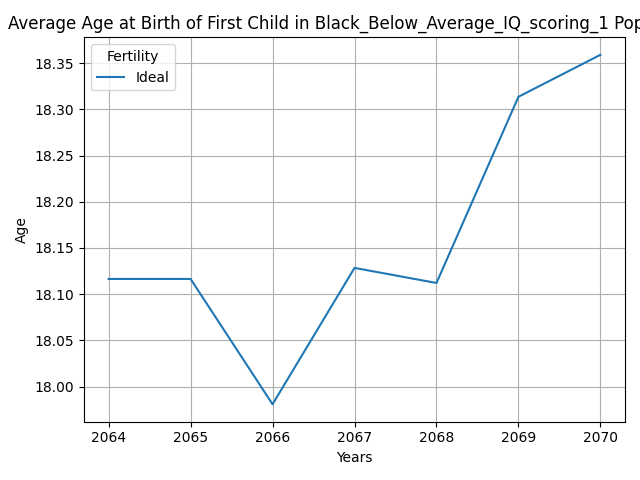 Average Age at Birth of First Child in Black_Below_Average_IQ_scoring_1 Pop
Fertility
Ideal
18.35
18.30
18.25
18.20
18.15
18.10
18.05
18.00
Age
2064 2065 2066 2067 2068 2069 2070
Years